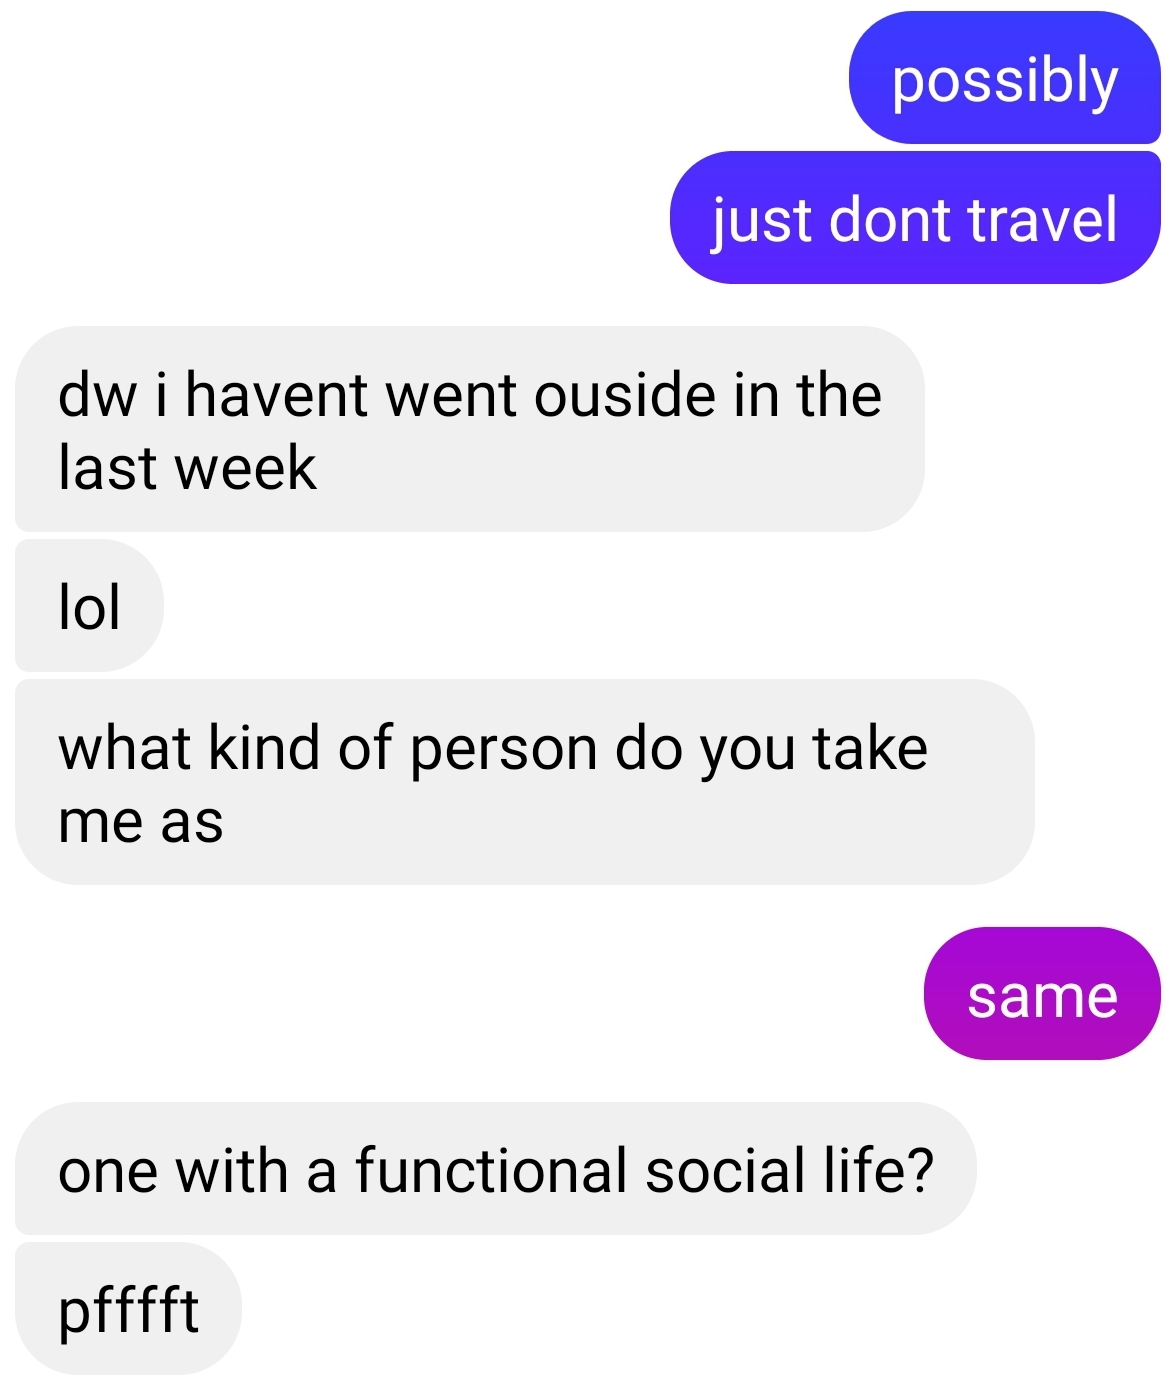 possibly
just dont travel
dw i havent went ouside in the
last week
lol
what kind of person do you take
me as
same
one with a functional social life?
pfffft